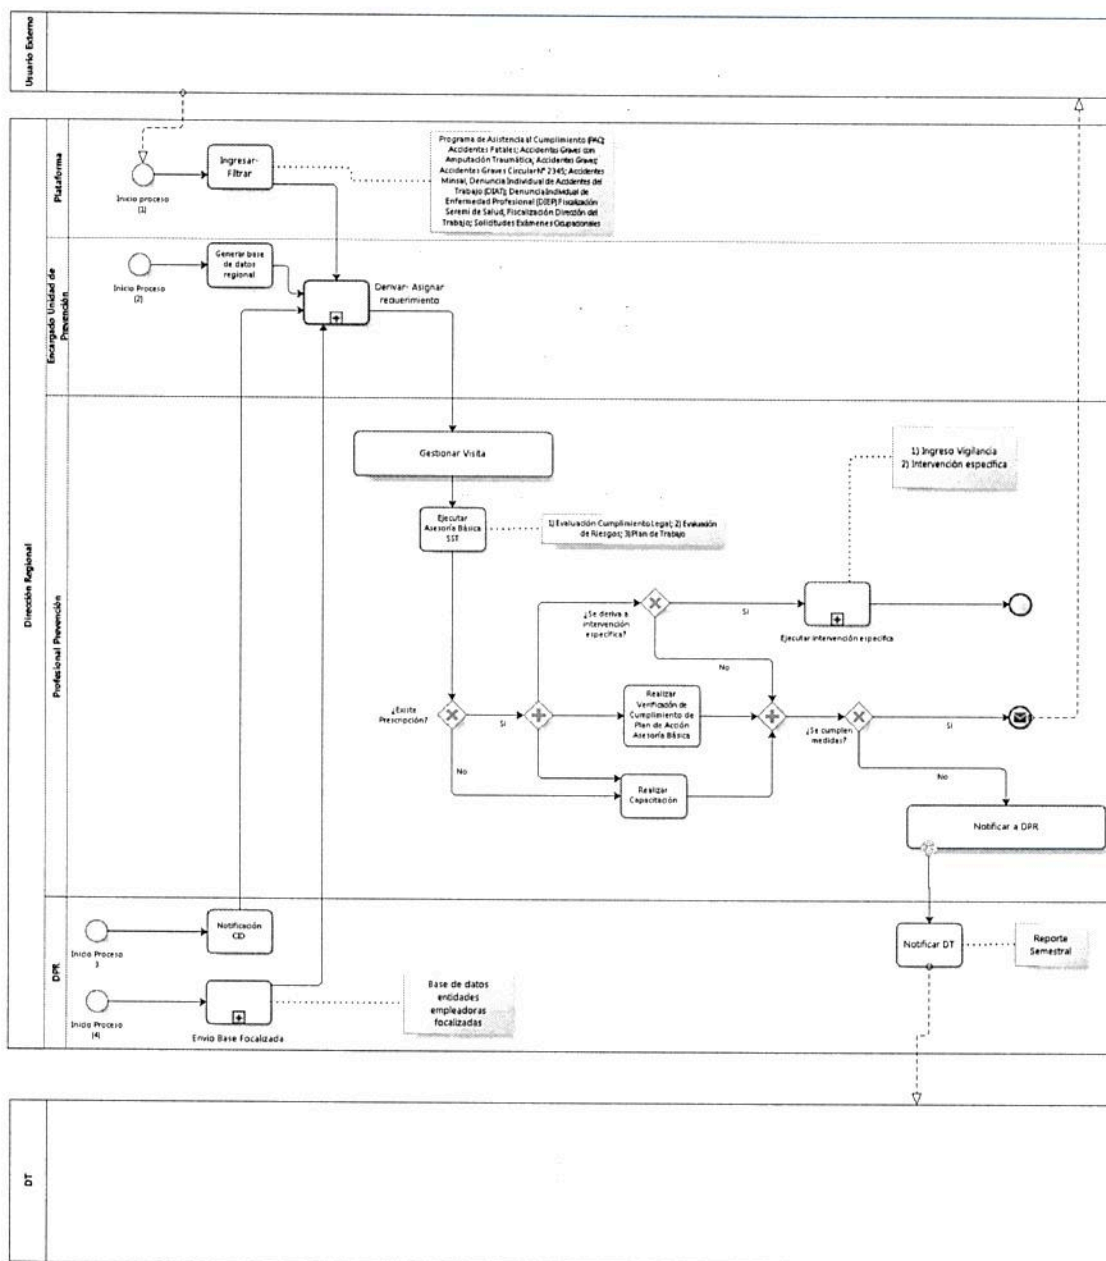 Usuario Externo
Dirección Regional
Plataforma
Inicio proceso
(1)
Ingresar-
Filtrar
Programa de Asistencia al Cumplimiento (PAC)
Accidentes Fatales; Accidentes Graves con
Amputación Traumática, Accidentes Graves;
Accidentes Graves Circular N° 2345; Accidentes
Minsal, Denuncia Individual de Accidentes del
Trabajo (DIAT); Denuncia Individual de
Enfermedad Profesional (DIEP) Fiscalización
Seremi de Salud, Fiscalización Dirección del
Trabajo; Solicitudes Exámenes Ocupacionales
Encargado Unidad de
Prevención
Inicio Proceso
(2)
Generar base
de datos
regional
Derivar- Asignar
requerimiento
Profesional Prevención
Gestionar Visita
Ejecutar
Asesoría Básica
SST
1) Evaluación Cumplimiento Legal; 2) Evaluación
de Riesgos; 3) Plan de Trabajo
1) Ingreso Vigilancia
2) Intervención específica
¿Se deriva a
intervención
específica?
Si
Ejecutar intervención específica
No
¿Existe
Prescripción?
Si
Realizar
Verificación de
Cumplimiento de
Plan de Acción
Asesoría Básica
¿Se cumplen
medidas?
Si
No
Realizar
Capacitación
No
Notificar a DPR
DPR
Inicio Proceso
3
Notificación
CID
Inicio Proceso
(4)
Envio Base Focalizada
Base de datos
entidades
empleadoras
focalizadas
Notificar DT
Reporte
Semestral
DT